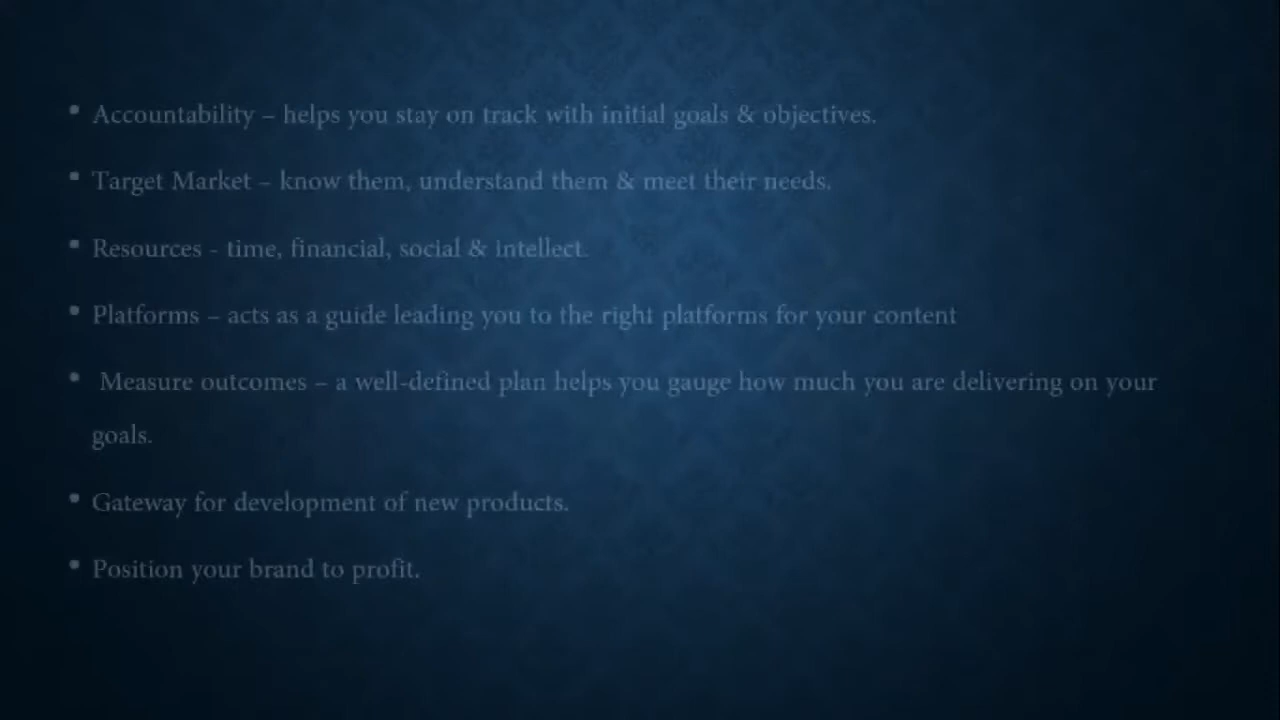 • Accountability – helps you stay on track with initial goals & objectives.
• Target Market – know them, understand them & meet their needs.
• Resources - time, financial, social & intellect.
• Platforms – acts as a guide leading you to the right platforms for your content
• Measure outcomes – a well-defined plan helps you gauge how much you are delivering on your
goals.
• Gateway for development of new products.
• Position your brand to profit.